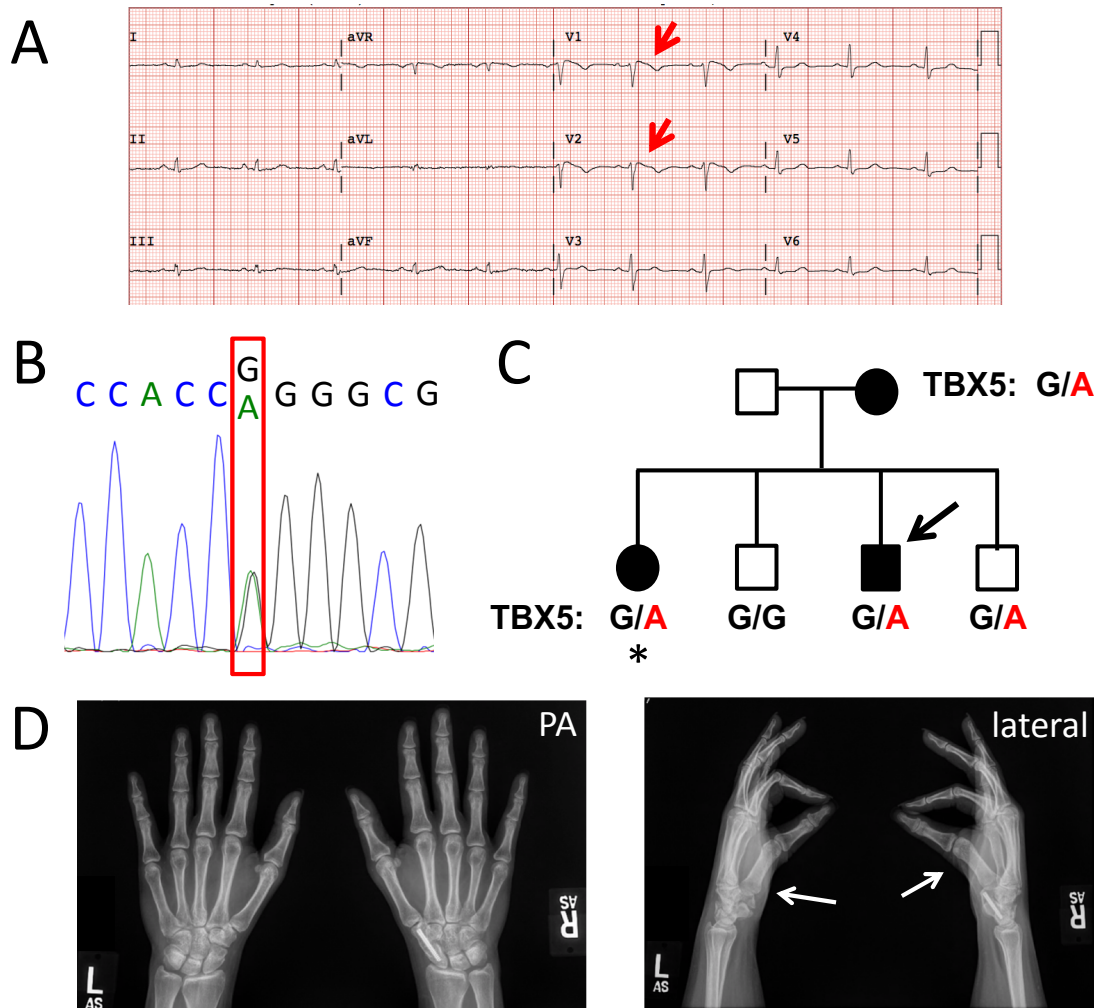 A
I aVR V1 V4
II aVL V2 V5
III aVF V3 V6
B
G
C C A C C A G G G C G
C
TBX5: G/A
TBX5: G/A G/G G/A G/A
*
D
PA
L
AS
R
AS
lateral
L
AS
R
AS